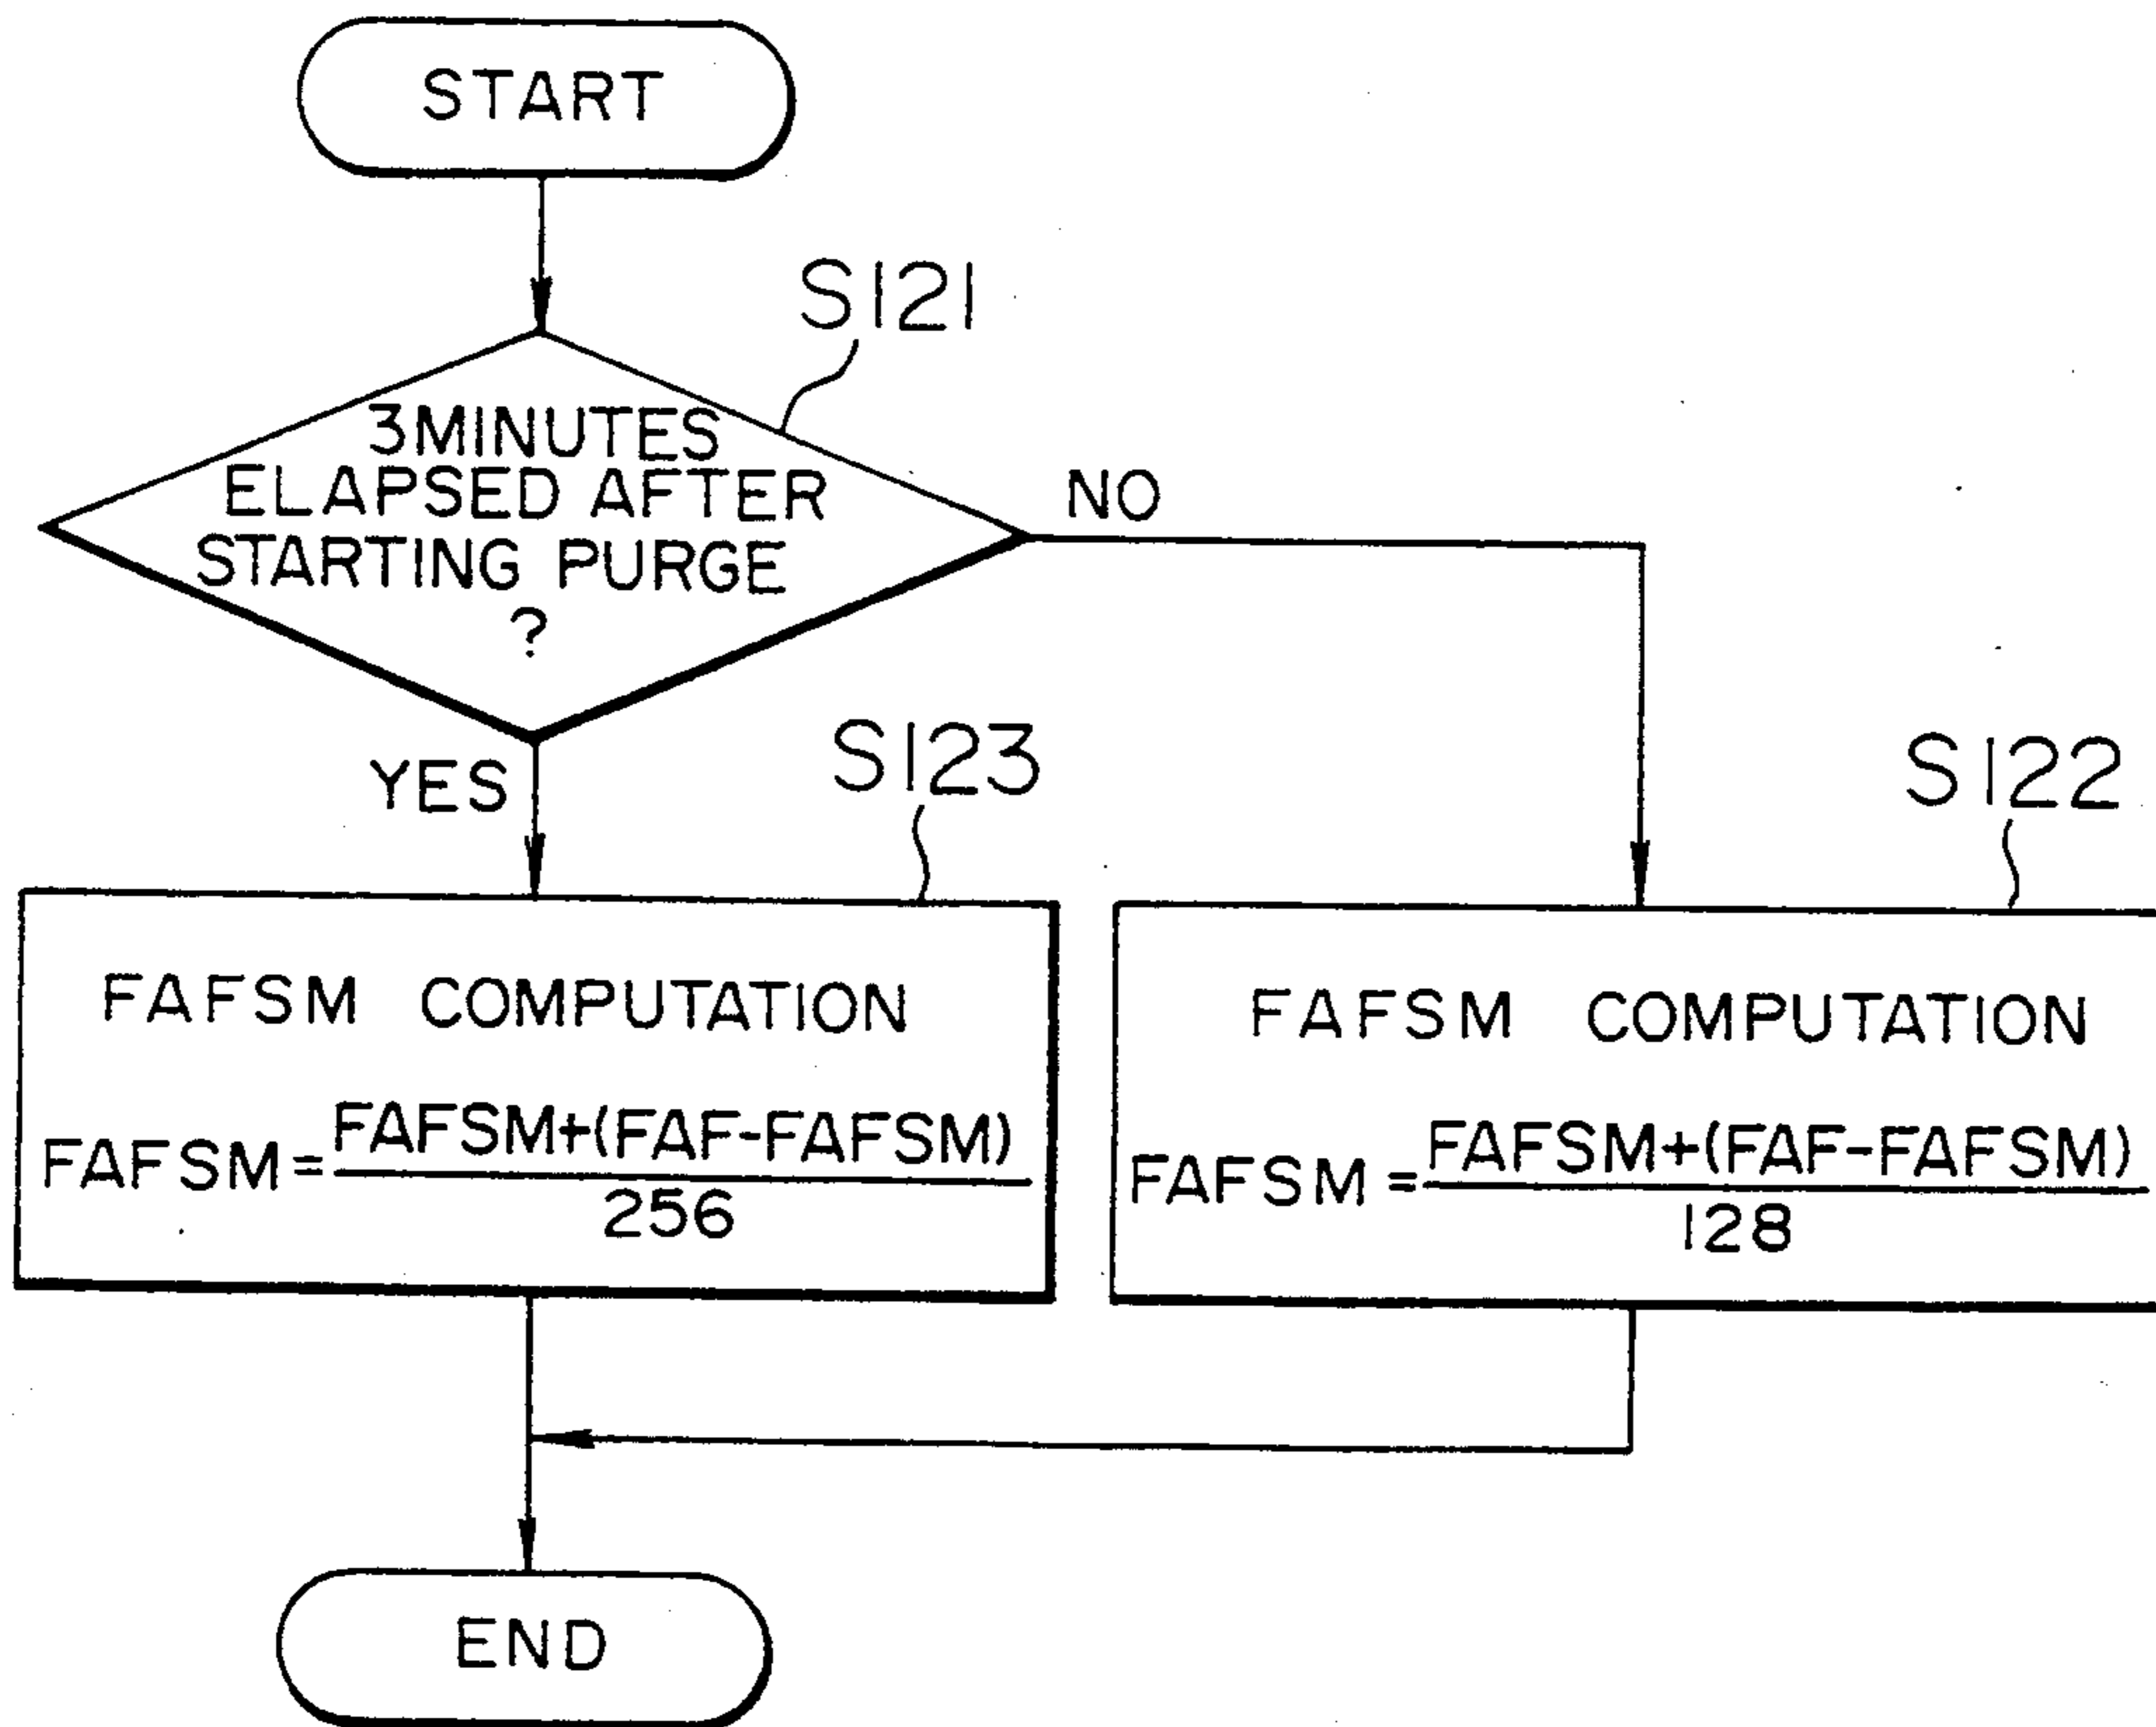 START
S121
3MINUTES
ELAPSED AFTER
STARTING PURGE
?
NO
YES
S123
FAFSM COMPUTATION
FAFSM=FAFSM+(FAF-FAFSM)
256
S122
FAFSM COMPUTATION
FAFSM=FAFSM+(FAF-FAFSM)
128
END